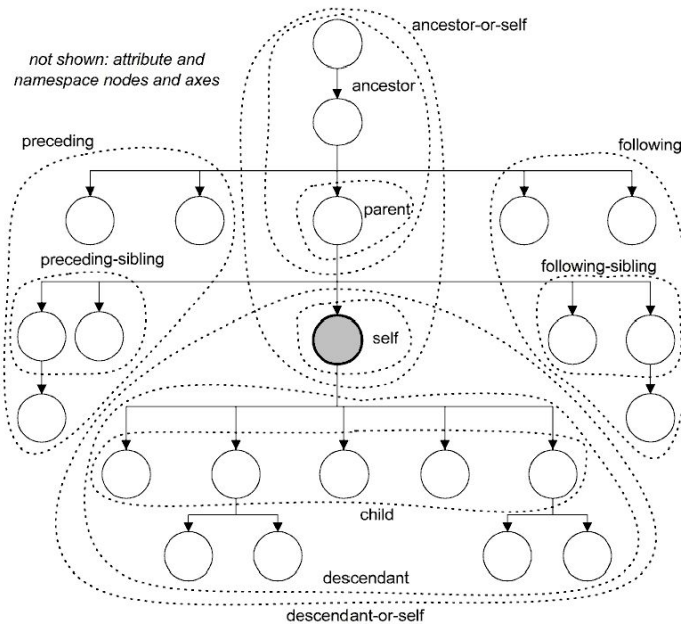 ancestor-or-self
not shown: attribute and
namespace nodes and axes
ancestor
preceding
following
parent
preceding-sibling
following-sibling
self
child
descendant
descendant-or-self